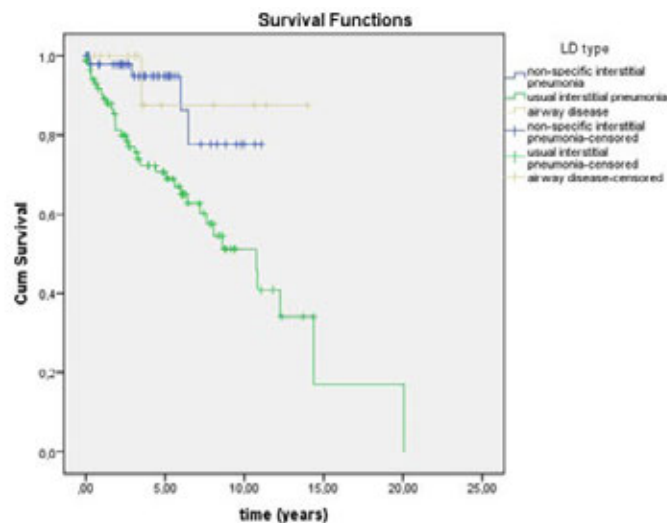 Survival Functions
LD type
non-specific interstitial
pneumonia
usual interstitial pneumonia
airway disease
non-specific interstitial
pneumonia-censored
usual interstitial
pneumonia-censored
airway disease-censored
Cum Survival
1,0
0,8
0,6
0,4
0,2
0,0
,00
5,00
10,00
15,00
20,00
25,00
time (years)